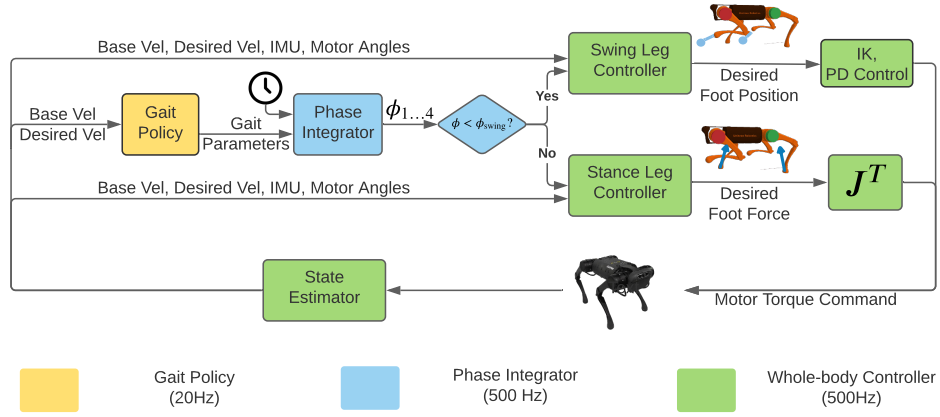 Base Vel, Desired Vel, IMU, Motor Angles
Swing Leg
Controller
Desired
Foot Position
IK,
PD Control
Base Vel
Desired Vel
Gait
Policy
Gait
Parameters
Phase
Integrator
ϕ1…4
ϕ < ϕswing?
Yes
No
Base Vel, Desired Vel, IMU, Motor Angles
Stance Leg
Controller
Desired
Foot Force
J^T
State
Estimator
Motor Torque Command
Gait Policy
(20Hz)
Phase Integrator
(500 Hz)
Whole-body Controller
(500Hz)